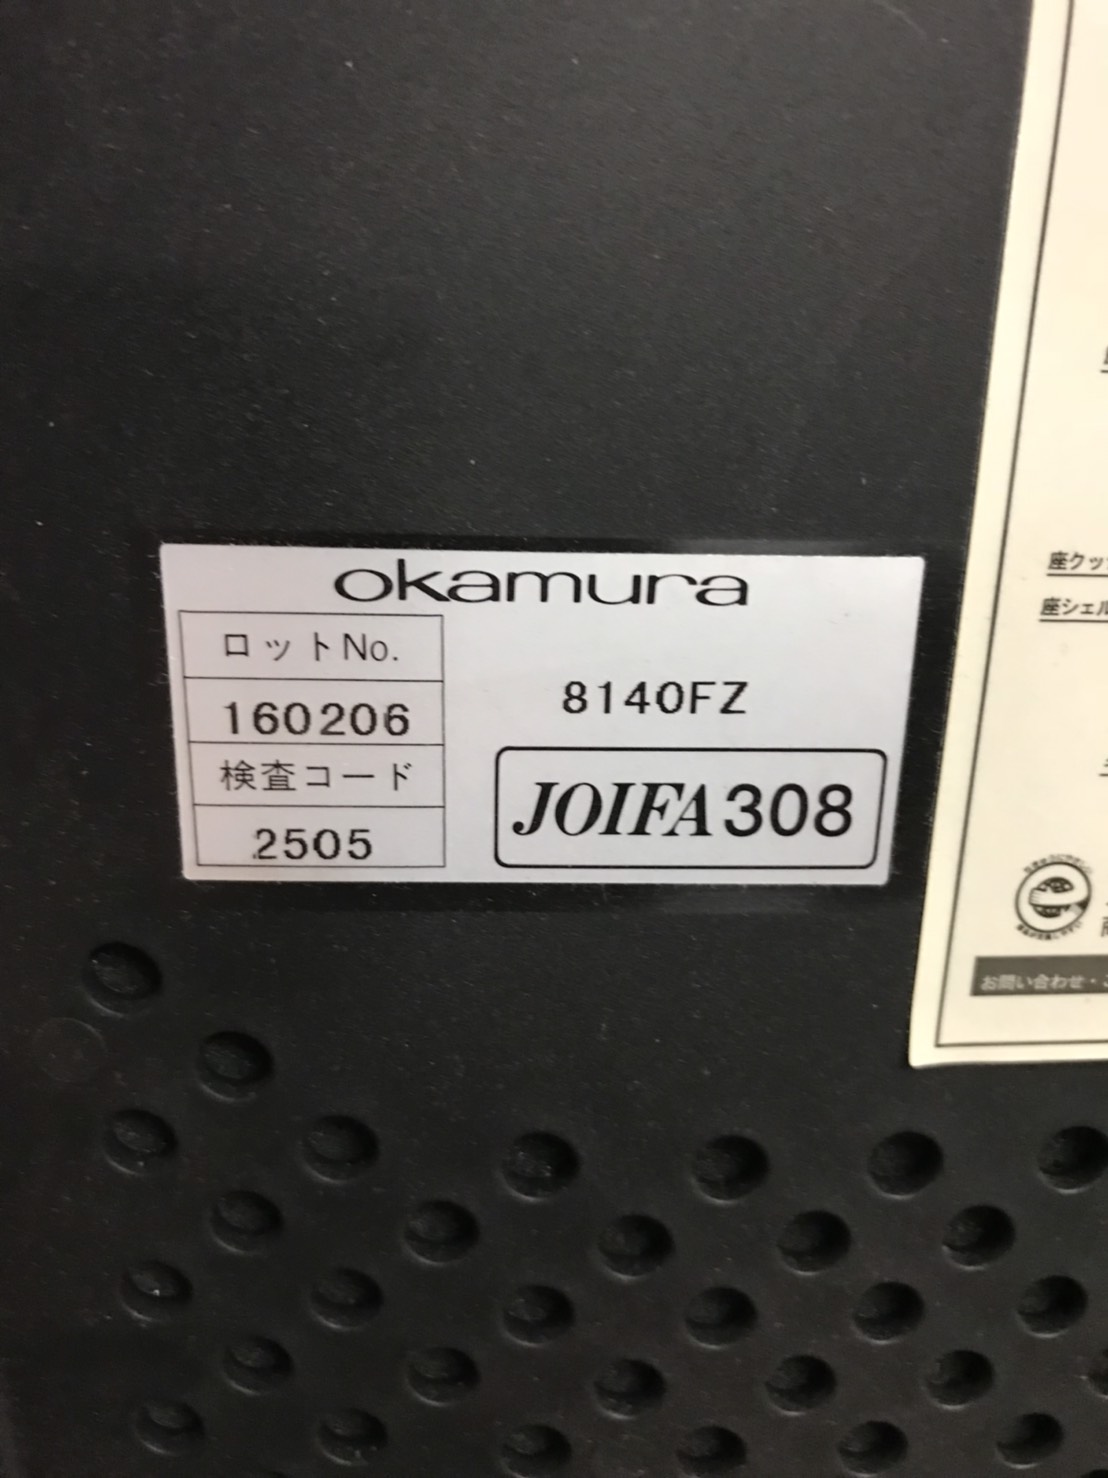 okamura
ロットNo.
160206
検査コード
2505
8140FZ
JOIFA308
座クッ
座シェル
お問い合わせ・